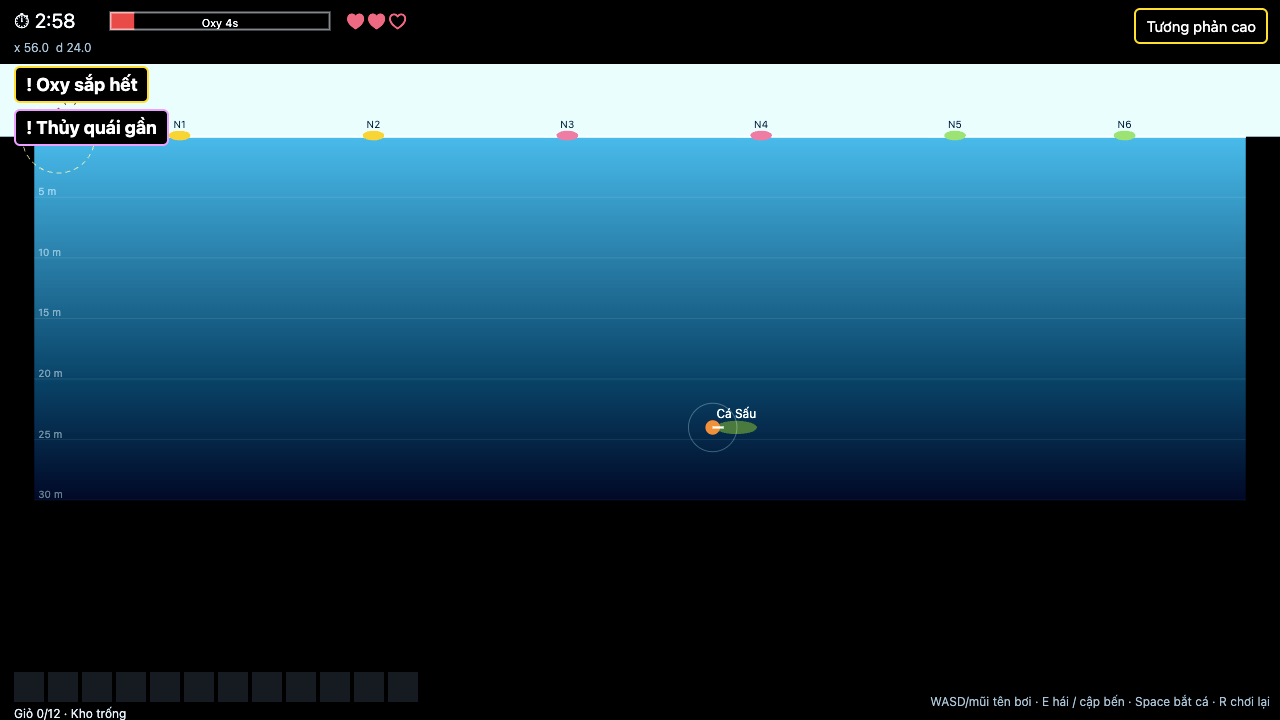 2:58
Oxy 4s
Tương phản cao
x 56.0 d 24.0
! Oxy sắp hết
! Thủy quái gần
N1
N2
N3
N4
N5
N6
5 m
10 m
15 m
20 m
Cả Sấu
25 m
30 m
WASD/mũi tên bơi · E hái / cập bến · Space bắt cá · R chơi lại
Giỏ 0/12 · Kho trống